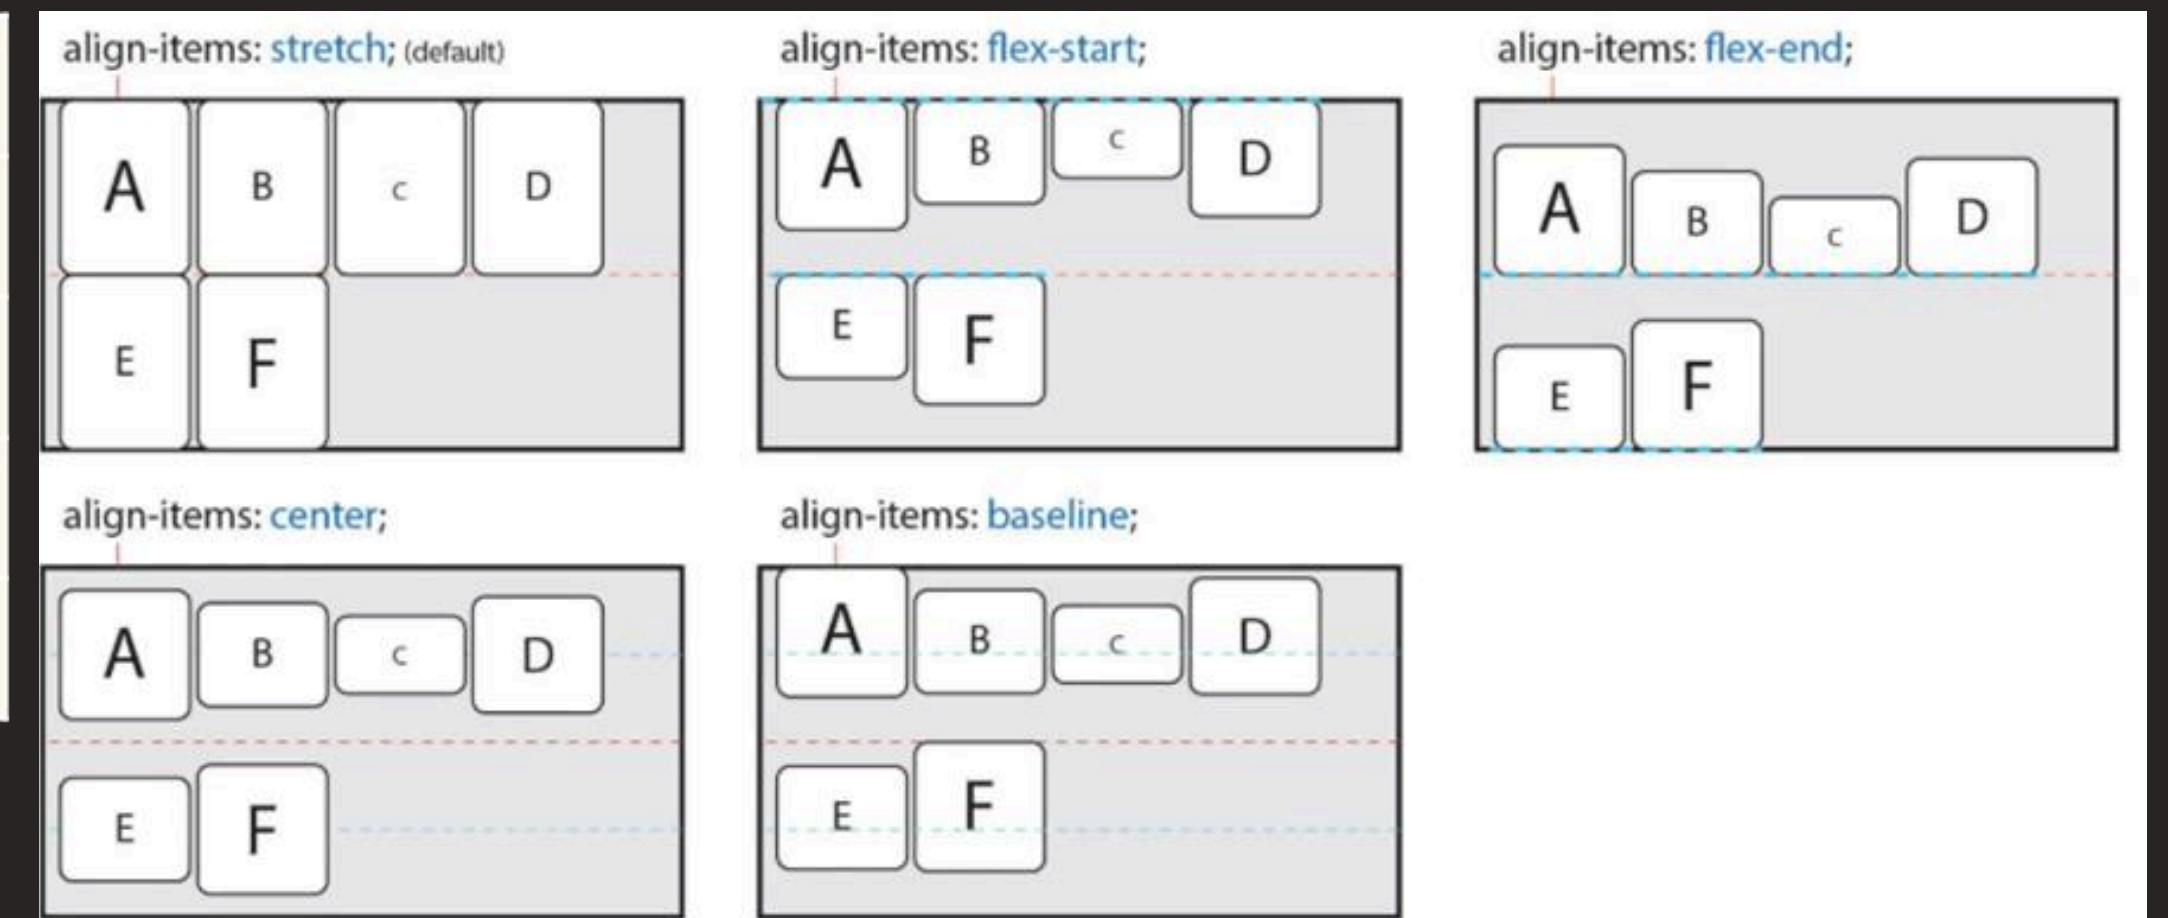 align-items: stretch; (default)
A B c D
E F
align-items: flex-start;
A B c D
E F
align-items: flex-end;
A B c D
E F
align-items: center;
A B c D
E F
align-items: baseline;
A B c D
E F